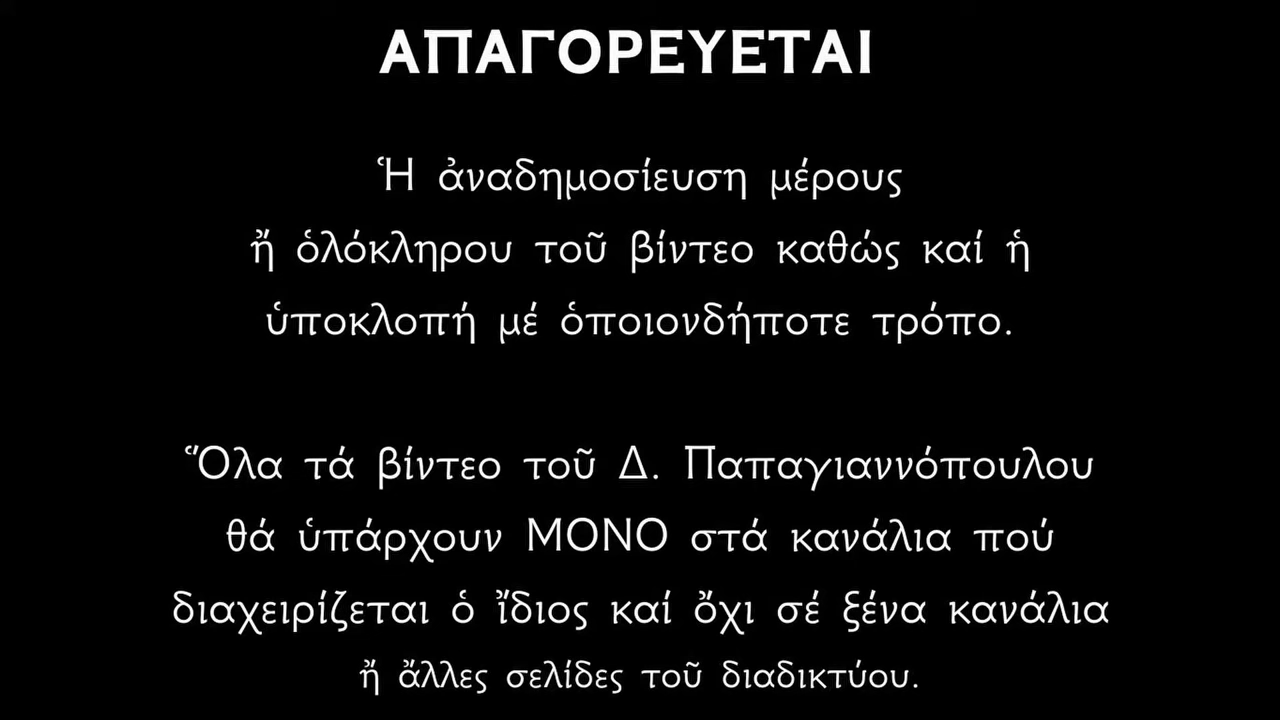 ΑΠΑΓΟΡΕΥΕΤΑΙ
Ἡ ἀναδημοσίευση μέρους
ἤ ὁλόκληρου τοῦ βίντεο καθώς καί ἡ
ὑποκλοπή μέ ὁποιονδήποτε τρόπο.
Ὅλα τά βίντεο τοῦ Δ. Παπαγιαννόπουλου
θά ὑπάρχουν ΜΟΝΟ στά κανάλια πού
διαχειρίζεται ὁ ἴδιος καί ὄχι σέ ξένα κανάλια
ἤ ἄλλες σελίδες τοῦ διαδικτύου.